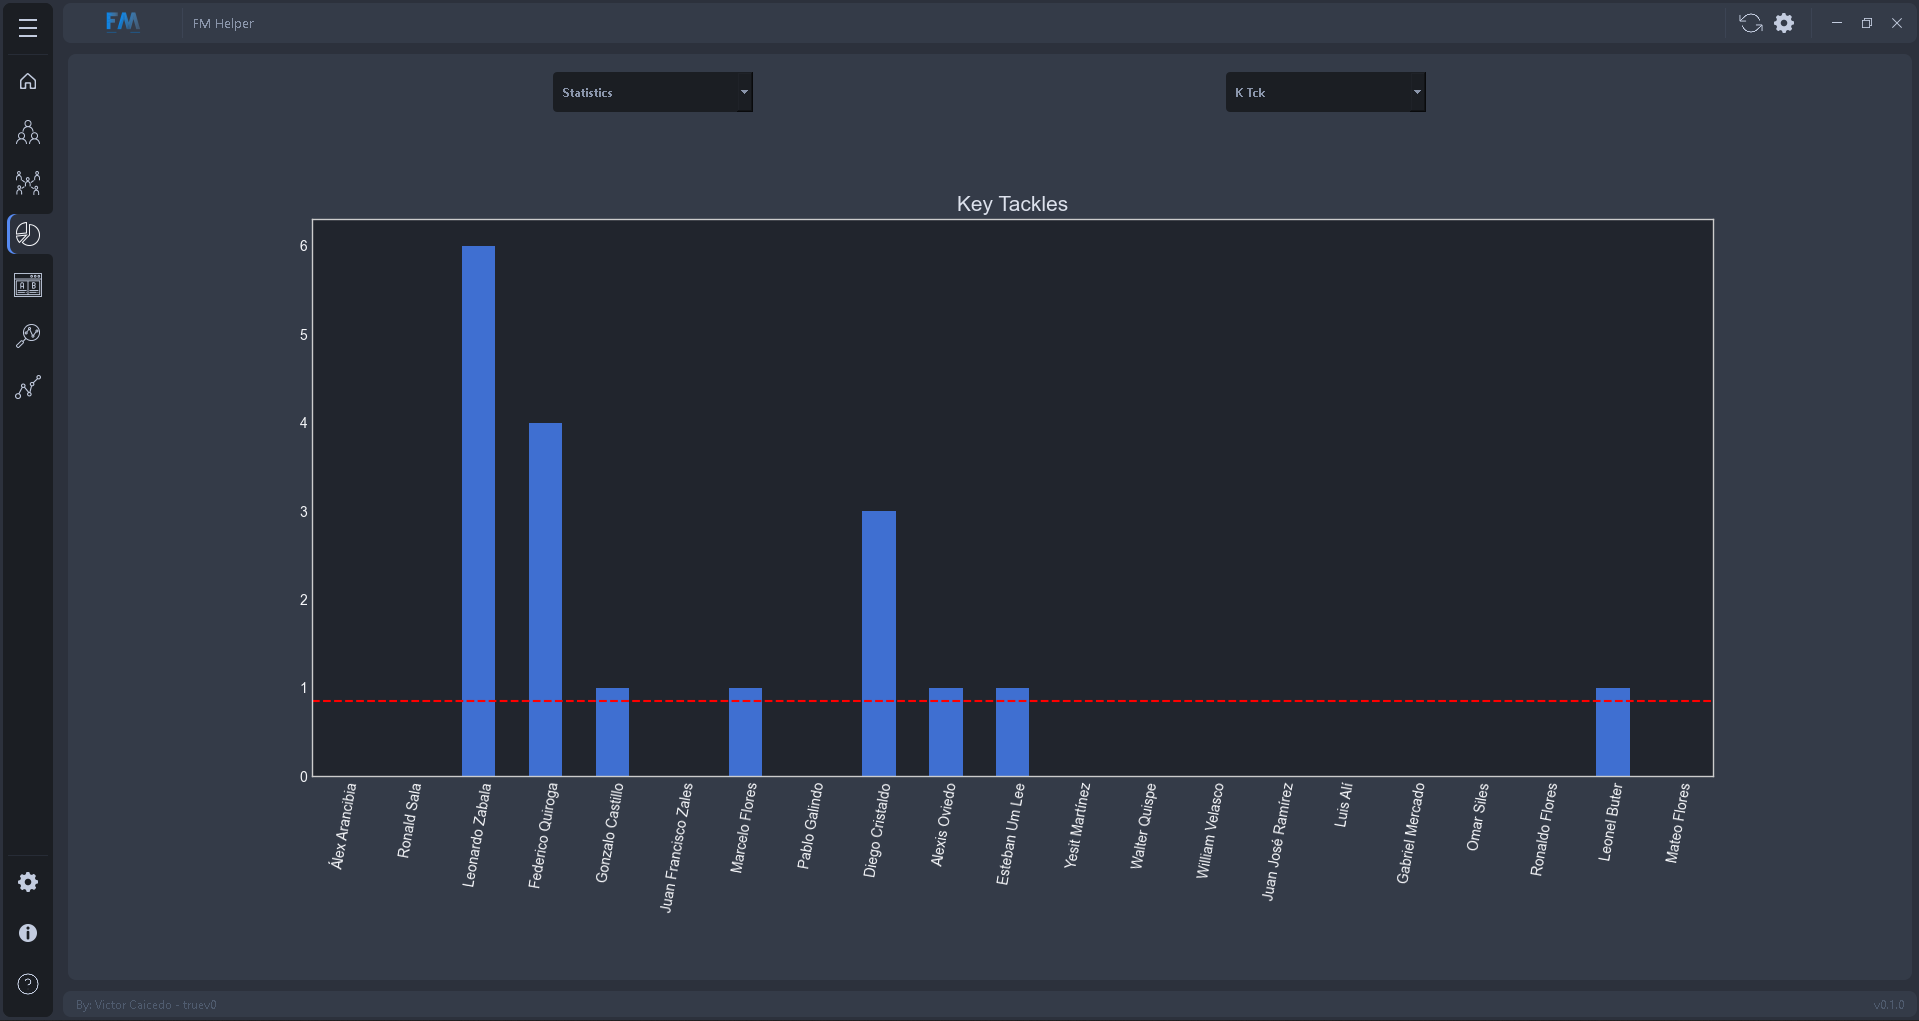 FM
FM Helper
Statistics
K Tck
Key Tackles
6
5
4
3
2
1
0
Álex Arancibia
Ronald Sala
Leonardo Zabala
Federico Quiroga
Gonzalo Castillo
Juan Francisco Zales
Marcelo Flores
Pablo Galindo
Diego Cristaldo
Alexis Oviedo
Esteban Um Lee
Yesit Martínez
Walter Quispe
William Velasco
Juan José Ramírez
Luis Alí
Gabriel Mercado
Omar Siles
Ronaldo Flores
Leonel Buter
Mateo Flores
A B
By: Victor Caicedo - truev0
v0.1.0